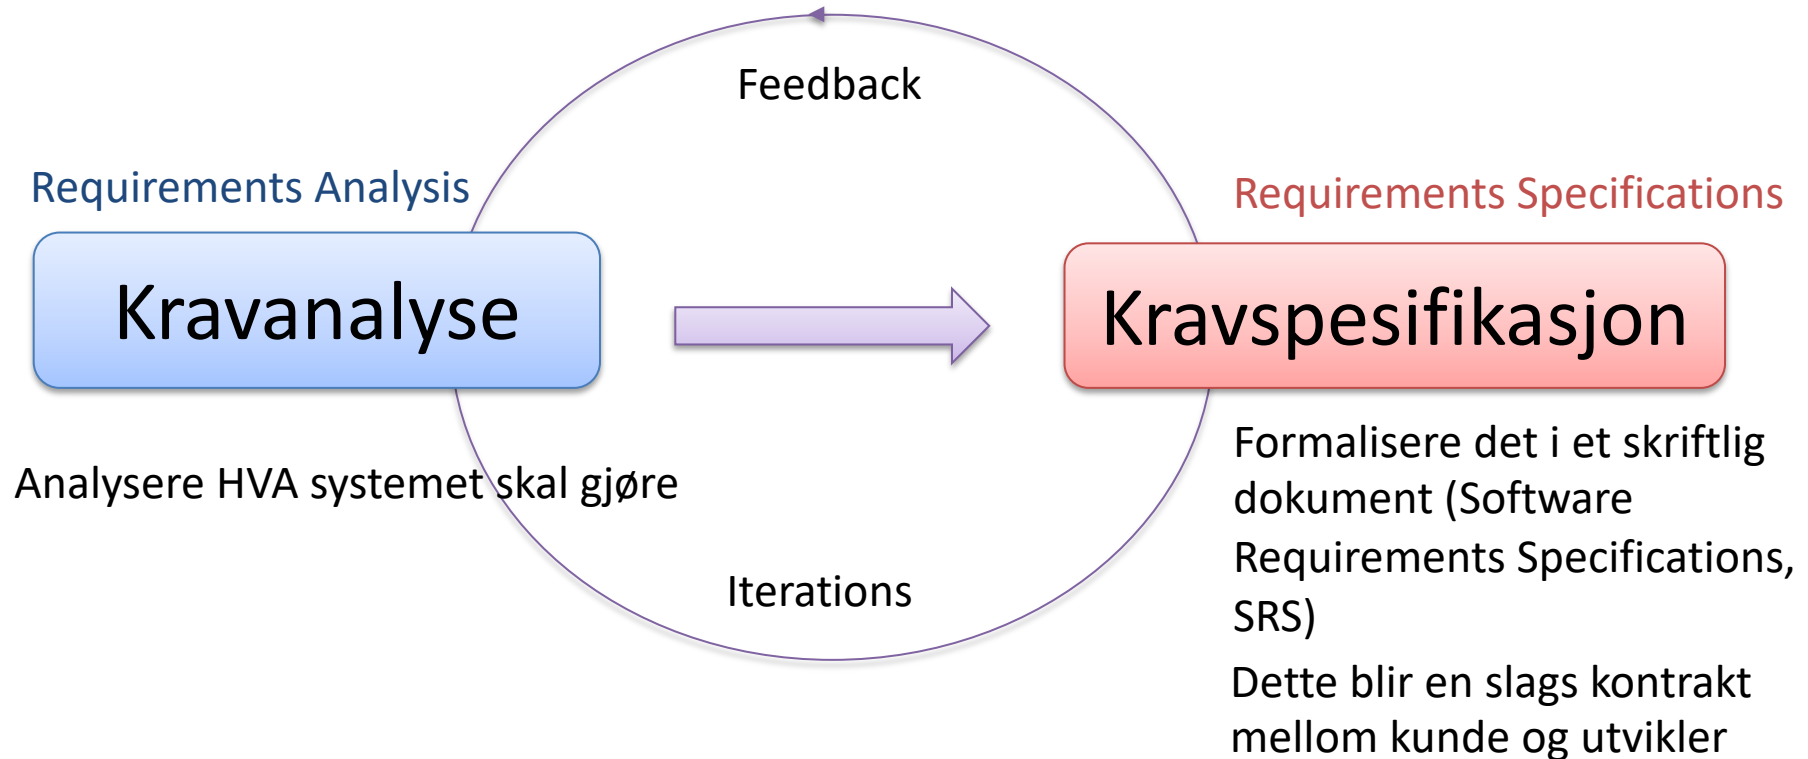 Feedback
Requirements Analysis
Requirements Specifications
Kravanalyse
Kravspesifikasjon
Analysere HVA systemet skal gjøre
Iterations
Formalisere det i et skriftlig
dokument (Software
Requirements Specifications,
SRS)
Dette blir en slags kontrakt
mellom kunde og utvikler